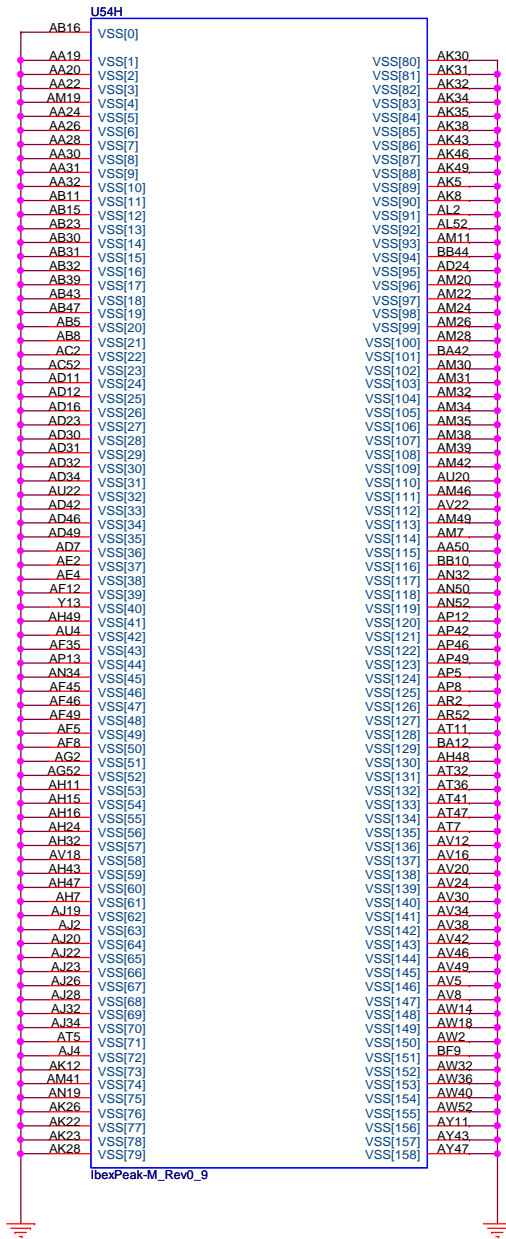 U54H
AB16 VSS[0]
AA19 VSS[1] VSS[80] AK30
AA20 VSS[2] VSS[81] AK31
AA22 VSS[3] VSS[82] AK32
AM19 VSS[4] VSS[83] AK34
AA24 VSS[5] VSS[84] AK35
AA26 VSS[6] VSS[85] AK38
AA28 VSS[7] VSS[86] AK43
AA30 VSS[8] VSS[87] AK46
AA31 VSS[9] VSS[88] AK49
AA32 VSS[10] VSS[89] AK5
AB11 VSS[11] VSS[90] AK8
AB15 VSS[12] VSS[91] AL2
AB23 VSS[13] VSS[92] AL52
AB30 VSS[14] VSS[93] AM11
AB31 VSS[15] VSS[94] BB44
AB32 VSS[16] VSS[95] AD24
AB39 VSS[17] VSS[96] AM20
AB43 VSS[18] VSS[97] AM22
AB47 VSS[19] VSS[98] AM24
AB5 VSS[20] VSS[99] AM26
AB8 VSS[21] VSS[100] AM28
AC2 VSS[22] VSS[101] BA42
AC52 VSS[23] VSS[102] AM30
AD11 VSS[24] VSS[103] AM31
AD12 VSS[25] VSS[104] AM32
AD16 VSS[26] VSS[105] AM34
AD23 VSS[27] VSS[106] AM35
AD30 VSS[28] VSS[107] AM38
AD31 VSS[29] VSS[108] AM39
AD32 VSS[30] VSS[109] AM42
AD34 VSS[31] VSS[110] AU20
AU22 VSS[32] VSS[111] AM46
AD42 VSS[33] VSS[112] AV22
AD46 VSS[34] VSS[113] AM49
AD49 VSS[35] VSS[114] AM7
AD7 VSS[36] VSS[115] AA50
AE2 VSS[37] VSS[116] BB10
AE4 VSS[38] VSS[117] AN32
AF12 VSS[39] VSS[118] AN50
Y13 VSS[40] VSS[119] AN52
AH49 VSS[41] VSS[120] AP12
AU4 VSS[42] VSS[121] AP42
AF35 VSS[43] VSS[122] AP46
AP13 VSS[44] VSS[123] AP49
AN34 VSS[45] VSS[124] AP5
AF45 VSS[46] VSS[125] AP8
AF46 VSS[47] VSS[126] AR2
AF49 VSS[48] VSS[127] AR52
AF5 VSS[49] VSS[128] AT11
AF8 VSS[50] VSS[129] BA12
AG2 VSS[51] VSS[130] AH48
AG52 VSS[52] VSS[131] AT32
AH11 VSS[53] VSS[132] AT36
AH15 VSS[54] VSS[133] AT41
AH16 VSS[55] VSS[134] AT47
AH24 VSS[56] VSS[135] AT7
AH32 VSS[57] VSS[136] AV12
AV18 VSS[58] VSS[137] AV16
AH43 VSS[59] VSS[138] AV20
AH47 VSS[60] VSS[139] AV24
AH7 VSS[61] VSS[140] AV30
AJ19 VSS[62] VSS[141] AV34
AJ2 VSS[63] VSS[142] AV38
AJ20 VSS[64] VSS[143] AV42
AJ22 VSS[65] VSS[144] AV46
AJ23 VSS[66] VSS[145] AV49
AJ26 VSS[67] VSS[146] AV5
AJ28 VSS[68] VSS[147] AV8
AJ32 VSS[69] VSS[148] AW14
AJ34 VSS[70] VSS[149] AW18
AT5 VSS[71] VSS[150] AW2
AJ4 VSS[72] VSS[151] BF9
AK12 VSS[73] VSS[152] AW32
AM41 VSS[74] VSS[153] AW36
AN19 VSS[75] VSS[154] AW40
AK26 VSS[76] VSS[155] AW52
AK22 VSS[77] VSS[156] AY11
AK23 VSS[78] VSS[157] AY43
AK28 VSS[79] VSS[158] AY47
IbexPeak-M_Rev0_9